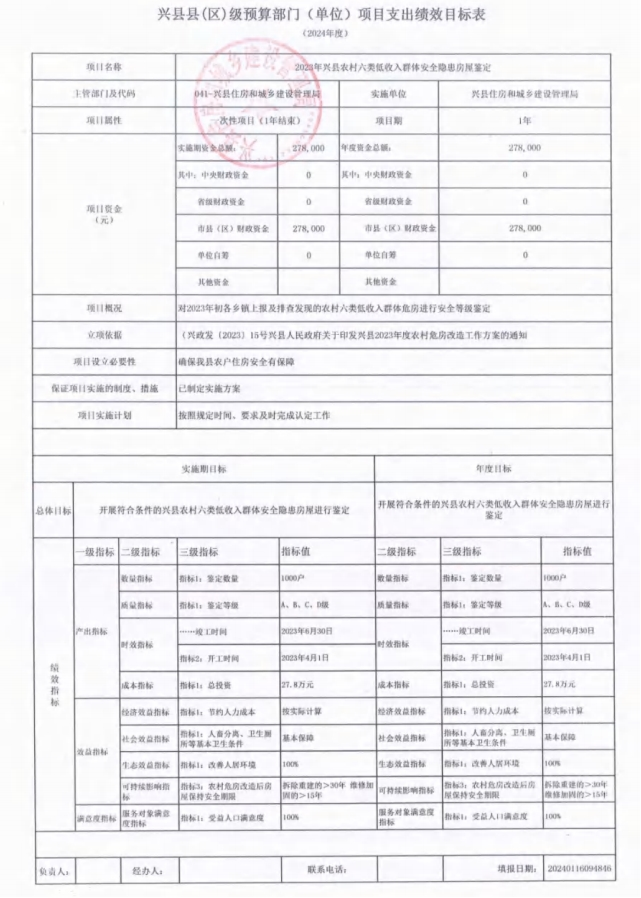 兴县县(区)级预算部门（单位）项目支出绩效目标表
（2024年度）
项目名称 2023年兴县农村六类低收入群体安全隐患房屋鉴定
主管部门及代码 041-兴县住房和城乡建设管理局 实施单位 兴县住房和城乡建设管理局
项目属性 一次性项目（1年结束） 项目期 1年
项目资金
（元）
实施期资金总额： 278,000 年度资金总额： 278,000
其中：中央财政资金 0 其中：中央财政资金 0
省级财政资金 0 省级财政资金 0
市县（区）财政资金 278,000 市县（区）财政资金 278,000
单位自筹 0 单位自筹 0
其他资金 其他资金
项目概况 对2023年初各乡镇上报及排查发现的农村六类低收入群体危房进行安全等级鉴定
立项依据 （兴政发（2023）15号兴县人民政府关于印发兴县2023年度农村危房改造工作方案的通知
项目设立必要性 确保我县农户住房安全有保障
保证项目实施的制度、措施 已制定实施方案
项目实施计划 按照规定时间、要求及时完成认定工作
实施期目标 年度目标
总体目标 开展符合条件的兴县农村六类低收入群体安全隐患房屋进行鉴定 开展符合条件的兴县农村六类低收入群体安全隐患房屋进行
鉴定
绩效指标
一级指标 二级指标 三级指标 指标值 二级指标 三级指标 指标值
产出指标
数量指标 指标1：鉴定数量 1000户 数量指标 指标1：鉴定数量 1000户
质量指标 指标1：鉴定等级 A、B、C、D级 质量指标 指标1：鉴定等级 A、B、C、D级
时效指标 ……竣工时间 2023年6月30日 时效指标 ……竣工时间 2023年6月30日
指标2：开工时间 2023年4月1日 指标2：开工时间 2023年4月1日
成本指标 指标1：总投资 27.8万元 成本指标 指标1：总投资 27.8万元
效益指标
经济效益指标 指标1：节约人力成本 按实际计算 经济效益指标 指标1：节约人力成本 按实际计算
社会效益指标 指标1：人畜分离、卫生厕
所等基本卫生条件 基本保障 社会效益指标 指标1：人畜分离、卫生厕
所等基本卫生条件 基本保障
生态效益指标 指标1：改善人居环境 100% 生态效益指标 指标1：改善人居环境 100%
可持续影响指
标 指标3：农村危房改造后房
屋保持安全期限 拆除重建的>30年 维修加
固的>15年 可持续影响指标 指标3：农村危房改造后房
屋保持安全期限 拆除重建的>30年
维修加固的>15年
满意度指标 服务对象满意
度指标 指标1：受益人口满意度 100% 服务对象满意度
指标 指标1：受益人口满意度 100%
负责人： 经办人： 联系电话： 填报日期： 20240116094846